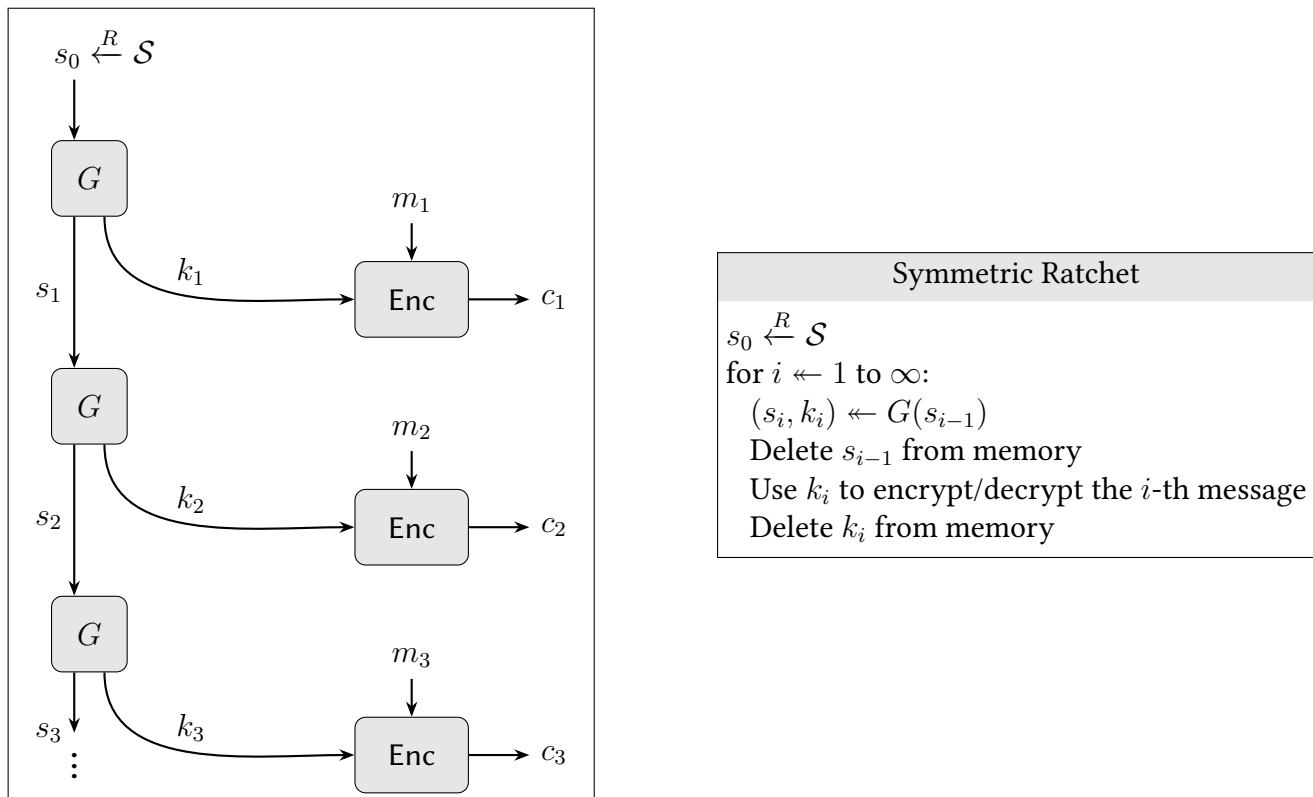 s₀ ←ᴿ 𝒮
G
m₁
k₁
s₁
Enc
c₁
G
m₂
k₂
s₂
Enc
c₂
G
m₃
k₃
s₃
⋮
Enc
c₃
Symmetric Ratchet
s₀ ←ᴿ 𝒮
for i ↞ 1 to ∞:
(sᵢ, kᵢ) ↞ G(sᵢ₋₁)
Delete sᵢ₋₁ from memory
Use kᵢ to encrypt/decrypt the i-th message
Delete kᵢ from memory